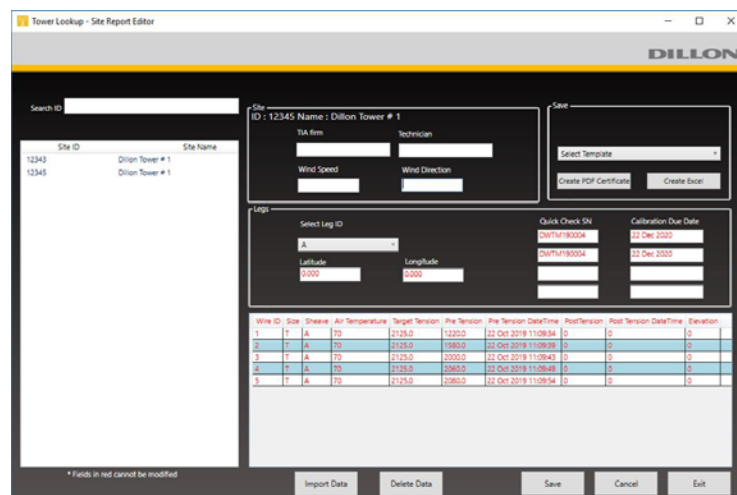 Tower Lookup - Site Report Editor
DILLON
Search ID
Site ID Site Name
12343 Dillon Tower # 1
12345 Dillon Tower # 1
Site
ID : 12345 Name : Dillon Tower # 1
TIA firm Technician
Wind Speed Wind Direction
Save
Select Template
Create PDF Certificate Create Excel
Legs
Select Leg ID
A
Latitude Longitude
0.000 0.000
Quick Check SN Calibration Due Date
DWTM190004 22 Dec 2020
DWTM190004 22 Dec 2020
Wire ID Size Sheave Air Temperature Target Tension Pre Tension Pre Tension DateTime PostTension Post Tension DateTime Elevation
1 T A 70 2125.0 1220.0 22 Oct 2019 11:09:34 0 0 0
2 T A 70 2125.0 1580.0 22 Oct 2019 11:09:39 0 0 0
3 T A 70 2125.0 2000.0 22 Oct 2019 11:09:43 0 0 0
4 T A 70 2125.0 2060.0 22 Oct 2019 11:09:49 0 0 0
5 T A 70 2125.0 2080.0 22 Oct 2019 11:09:54 0 0 0
* Fields in red cannot be modified
Import Data Delete Data Save Cancel Exit